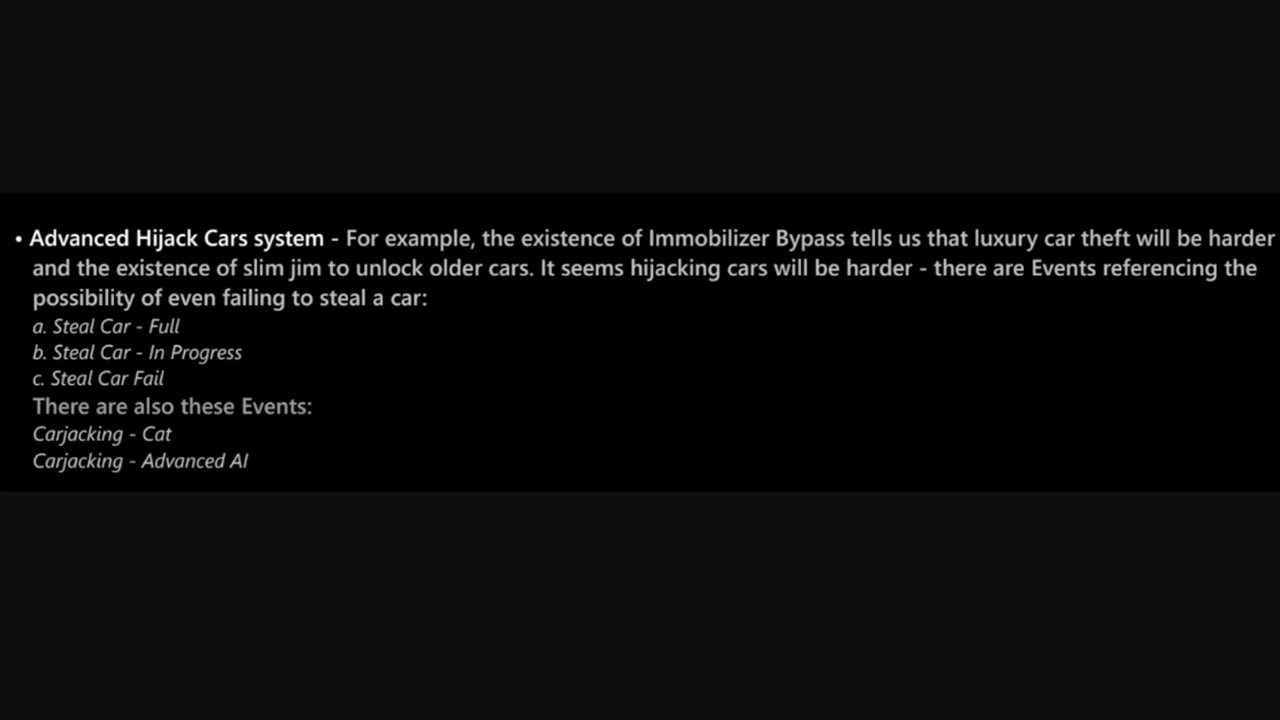 • Advanced Hijack Cars system - For example, the existence of Immobilizer Bypass tells us that luxury car theft will be harder
and the existence of slim jim to unlock older cars. It seems hijacking cars will be harder - there are Events referencing the
possibility of even failing to steal a car:
a. Steal Car - Full
b. Steal Car - In Progress
c. Steal Car Fail
There are also these Events:
Carjacking - Cat
Carjacking - Advanced AI